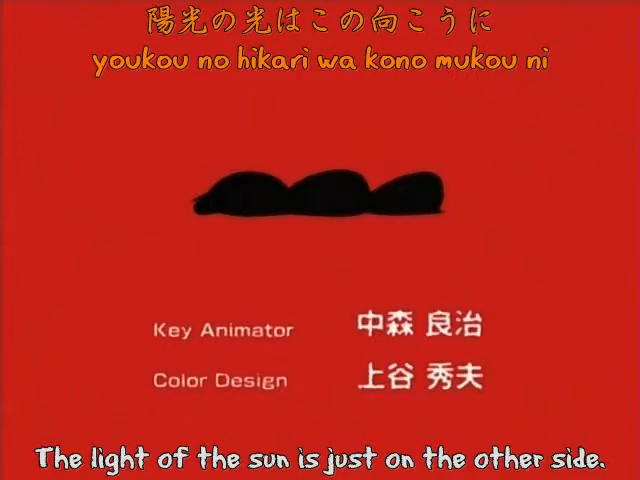 陽光の光はこの向こうに
youkou no hikari wa kono mukou ni
Key Animator 中森 良治
Color Design 上谷 秀夫
The light of the sun is just on the other side.